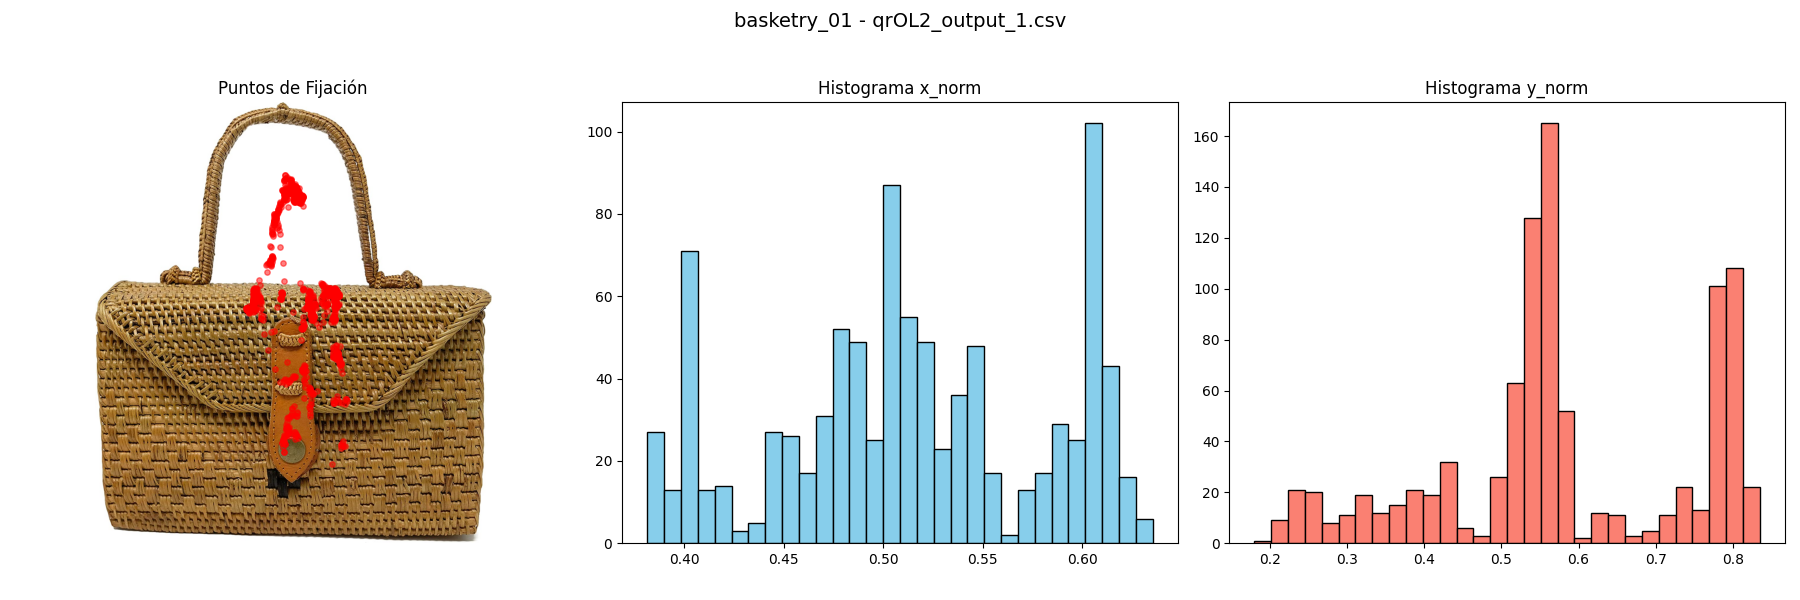 basketry_01 - qrOL2_output_1.csv
Puntos de Fijación
Histograma x_norm
Histograma y_norm
100
80
60
40
20
0
0.40 0.45 0.50 0.55 0.60
160
140
120
100
80
60
40
20
0
0.2 0.3 0.4 0.5 0.6 0.7 0.8